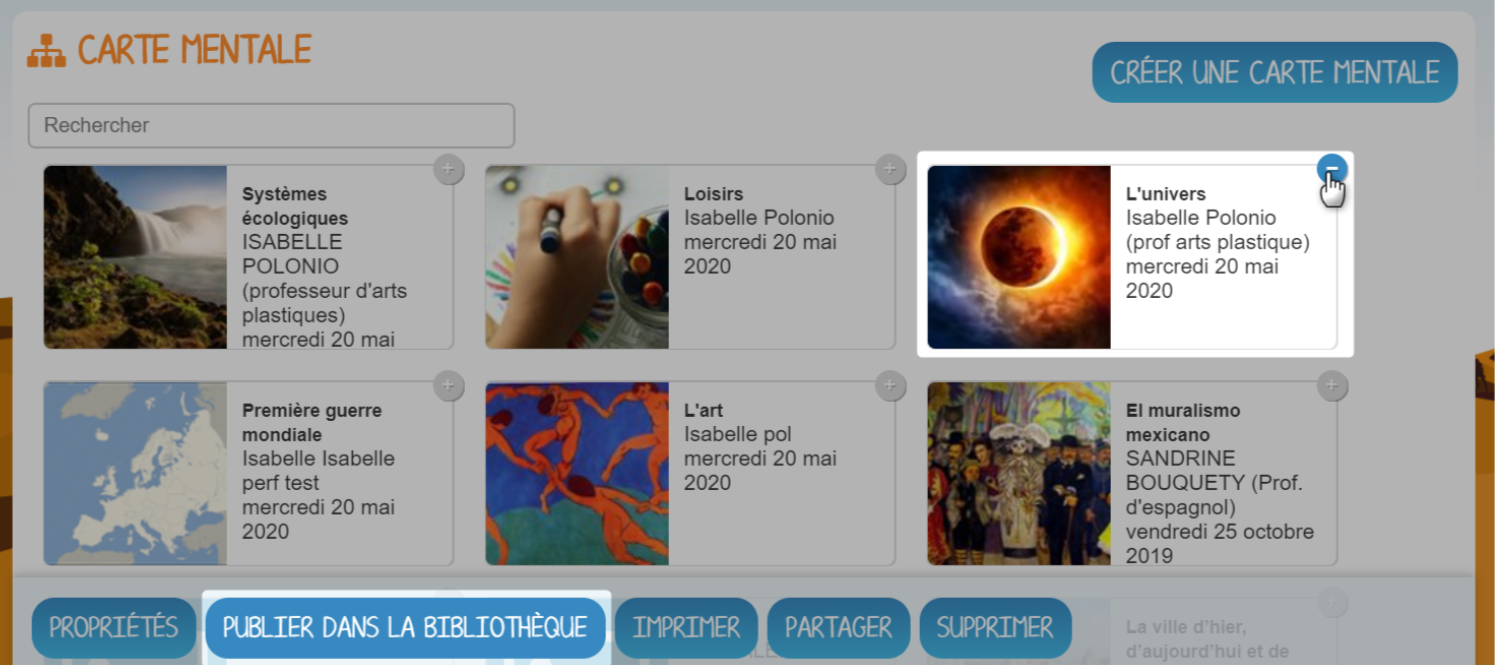 CARTE MENTALE
CRÉER UNE CARTE MENTALE
Rechercher
Systèmes
écologiques
ISABELLE
POLONIO
(professeur d'arts
plastiques)
mercredi 20 mai
Loisirs
Isabelle Polonio
mercredi 20 mai
2020
L'univers
Isabelle Polonio
(prof arts plastique)
mercredi 20 mai
2020
Première guerre
mondiale
Isabelle Isabelle
perf test
mercredi 20 mai
2020
L'art
Isabelle pol
mercredi 20 mai
2020
El muralismo
mexicano
SANDRINE
BOUQUETY (Prof.
d'espagnol)
vendredi 25 octobre
2019
PROPRIÉTÉS
PUBLIER DANS LA BIBLIOTHÈQUE
IMPRIMER
PARTAGER
SUPPRIMER
La ville d'hier,
d'aujourd'hui et de